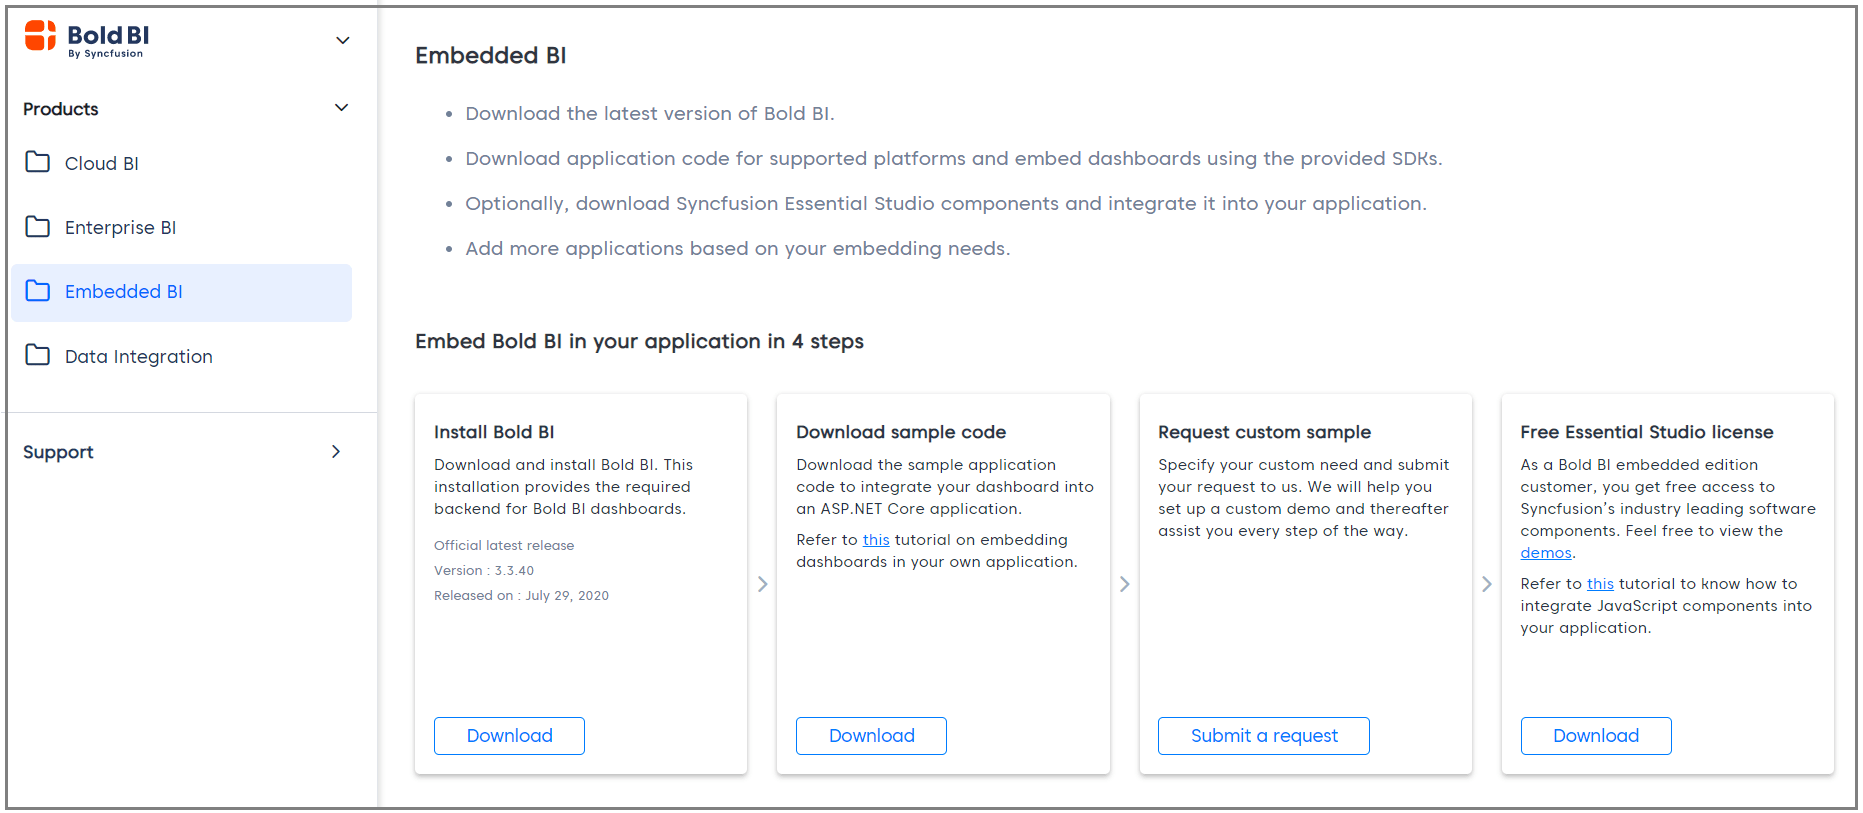 Bold BI
By Syncfusion
Products
Cloud BI
Enterprise BI
Embedded BI
Data Integration
Support
Embedded BI
• Download the latest version of Bold BI.
• Download application code for supported platforms and embed dashboards using the provided SDKs.
• Optionally, download Syncfusion Essential Studio components and integrate it into your application.
• Add more applications based on your embedding needs.
Embed Bold BI in your application in 4 steps
Install Bold BI
Download and install Bold BI. This
installation provides the required
backend for Bold BI dashboards.
Official latest release
Version : 3.3.40
Released on : July 29, 2020
Download
Download sample code
Download the sample application
code to integrate your dashboard into
an ASP.NET Core application.
Refer to this tutorial on embedding
dashboards in your own application.
Download
Request custom sample
Specify your custom need and submit
your request to us. We will help you
set up a custom demo and thereafter
assist you every step of the way.
Submit a request
Free Essential Studio license
As a Bold BI embedded edition
customer, you get free access to
Syncfusion's industry leading software
components. Feel free to view the
demos.
Refer to this tutorial to know how to
integrate JavaScript components into
your application.
Download